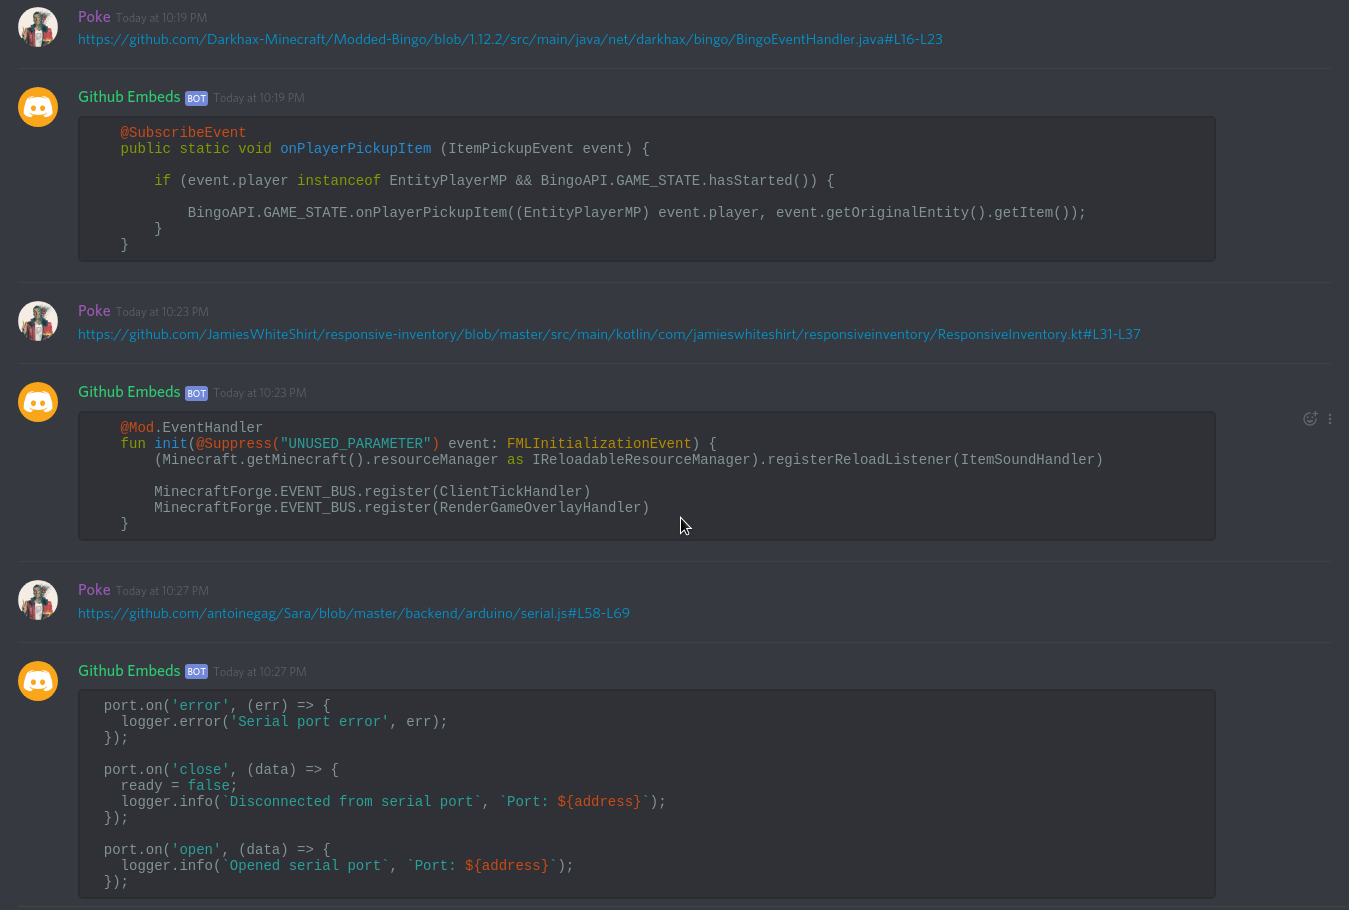 Poke Today at 10:19 PM
https://github.com/Darkhax-Minecraft/Modded-Bingo/blob/1.12.2/src/main/java/net/darkhax/bingo/BingoEventHandler.java#L16-L23
Github Embeds BOT Today at 10:19 PM
@SubscribeEvent
public static void onPlayerPickupItem (ItemPickupEvent event) {
if (event.player instanceof EntityPlayerMP && BingoAPI.GAME_STATE.hasStarted()) {
BingoAPI.GAME_STATE.onPlayerPickupItem((EntityPlayerMP) event.player, event.getOriginalEntity().getItem());
}
}
Poke Today at 10:23 PM
https://github.com/JamiesWhiteShirt/responsive-inventory/blob/master/src/main/kotlin/com/jamieswhiteshirt/responsiveinventory/ResponsiveInventory.kt#L31-L37
Github Embeds BOT Today at 10:23 PM
@Mod.EventHandler
fun init(@Suppress("UNUSED_PARAMETER") event: FMLInitializationEvent) {
(Minecraft.getMinecraft().resourceManager as IReloadableResourceManager).registerReloadListener(ItemSoundHandler)
MinecraftForge.EVENT_BUS.register(ClientTickHandler)
MinecraftForge.EVENT_BUS.register(RenderGameOverlayHandler)
}
Poke Today at 10:27 PM
https://github.com/antoinegag/Sara/blob/master/backend/arduino/serial.js#L58-L69
Github Embeds BOT Today at 10:27 PM
port.on('error', (err) => {
logger.error('Serial port error', err);
});
port.on('close', (data) => {
ready = false;
logger.info(`Disconnected from serial port`, `Port: ${address}`);
});
port.on('open', (data) => {
logger.info(`Opened serial port`, `Port: ${address}`);
});